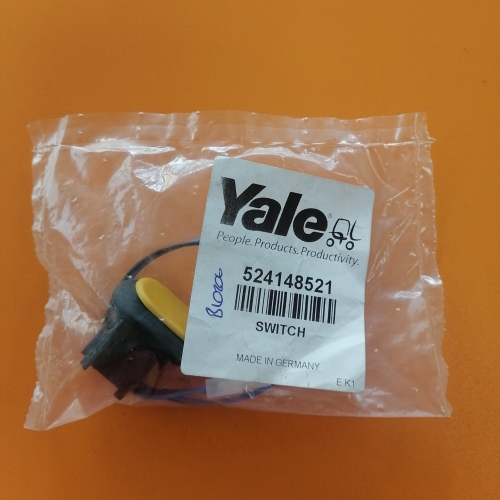 Yale®
People. Products. Productivity.
524148521
SWITCH
MADE IN GERMANY
E K1